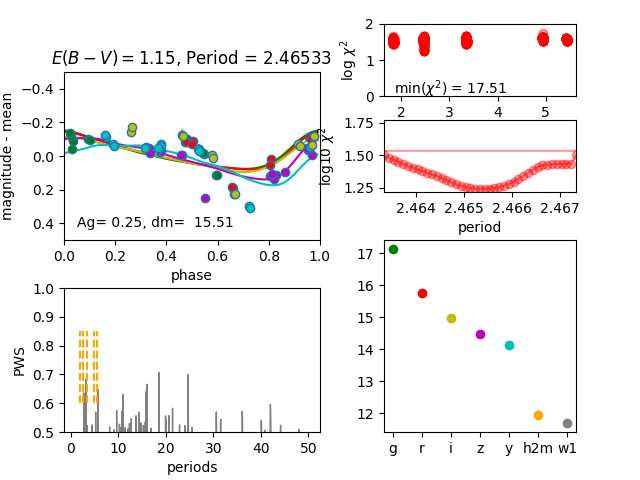 E(B − V) = 1.15, Period = 2.46533
magnitude - mean
−0.4
−0.2
0.0
0.2
0.4
Ag= 0.25, dm=  15.51
0.0 0.2 0.4 0.6 0.8 1.0
phase
log χ²
2
1
0
min(χ²) = 17.51
2 3 4 5
log10 χ²
1.75
1.50
1.25
2.464 2.465 2.466 2.467
period
PWS
1.0
0.9
0.8
0.7
0.6
0.5
0 10 20 30 40 50
periods
17
16
15
14
13
12
g r i z y h2m w1